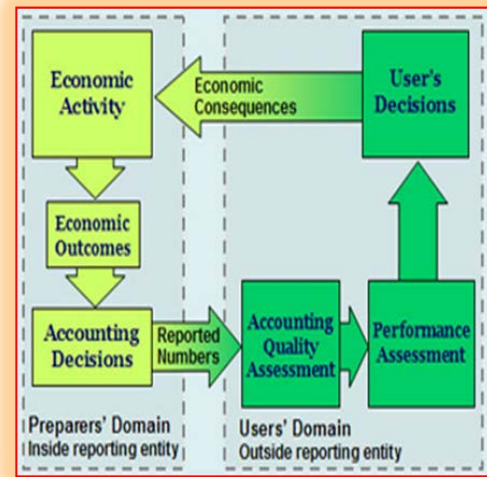 Economic
Activity
Economic
Consequences
User's
Decisions
Economic
Outcomes
Accounting
Decisions
Reported
Numbers
Accounting
Quality
Assessment
Performance
Assessment
Preparers' Domain
Inside reporting entity
Users' Domain
Outside reporting entity